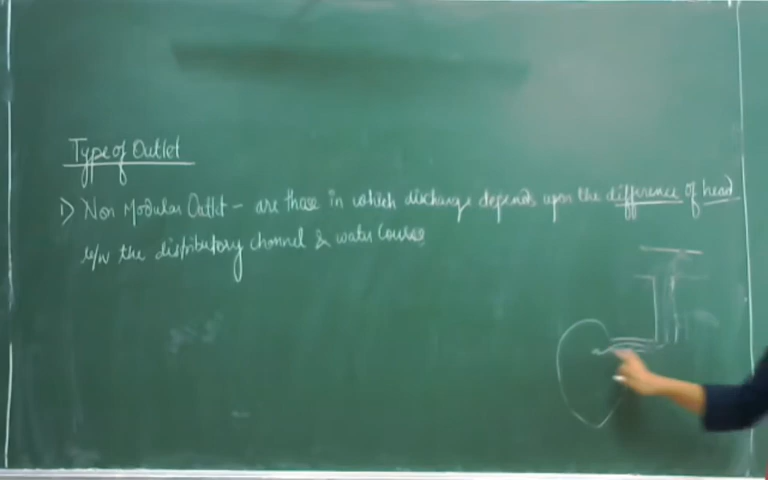 Type of Outlet
1) Non Modular Outlet - are those in which discharge depends upon the difference of head
b/w the distributory channel & water Course